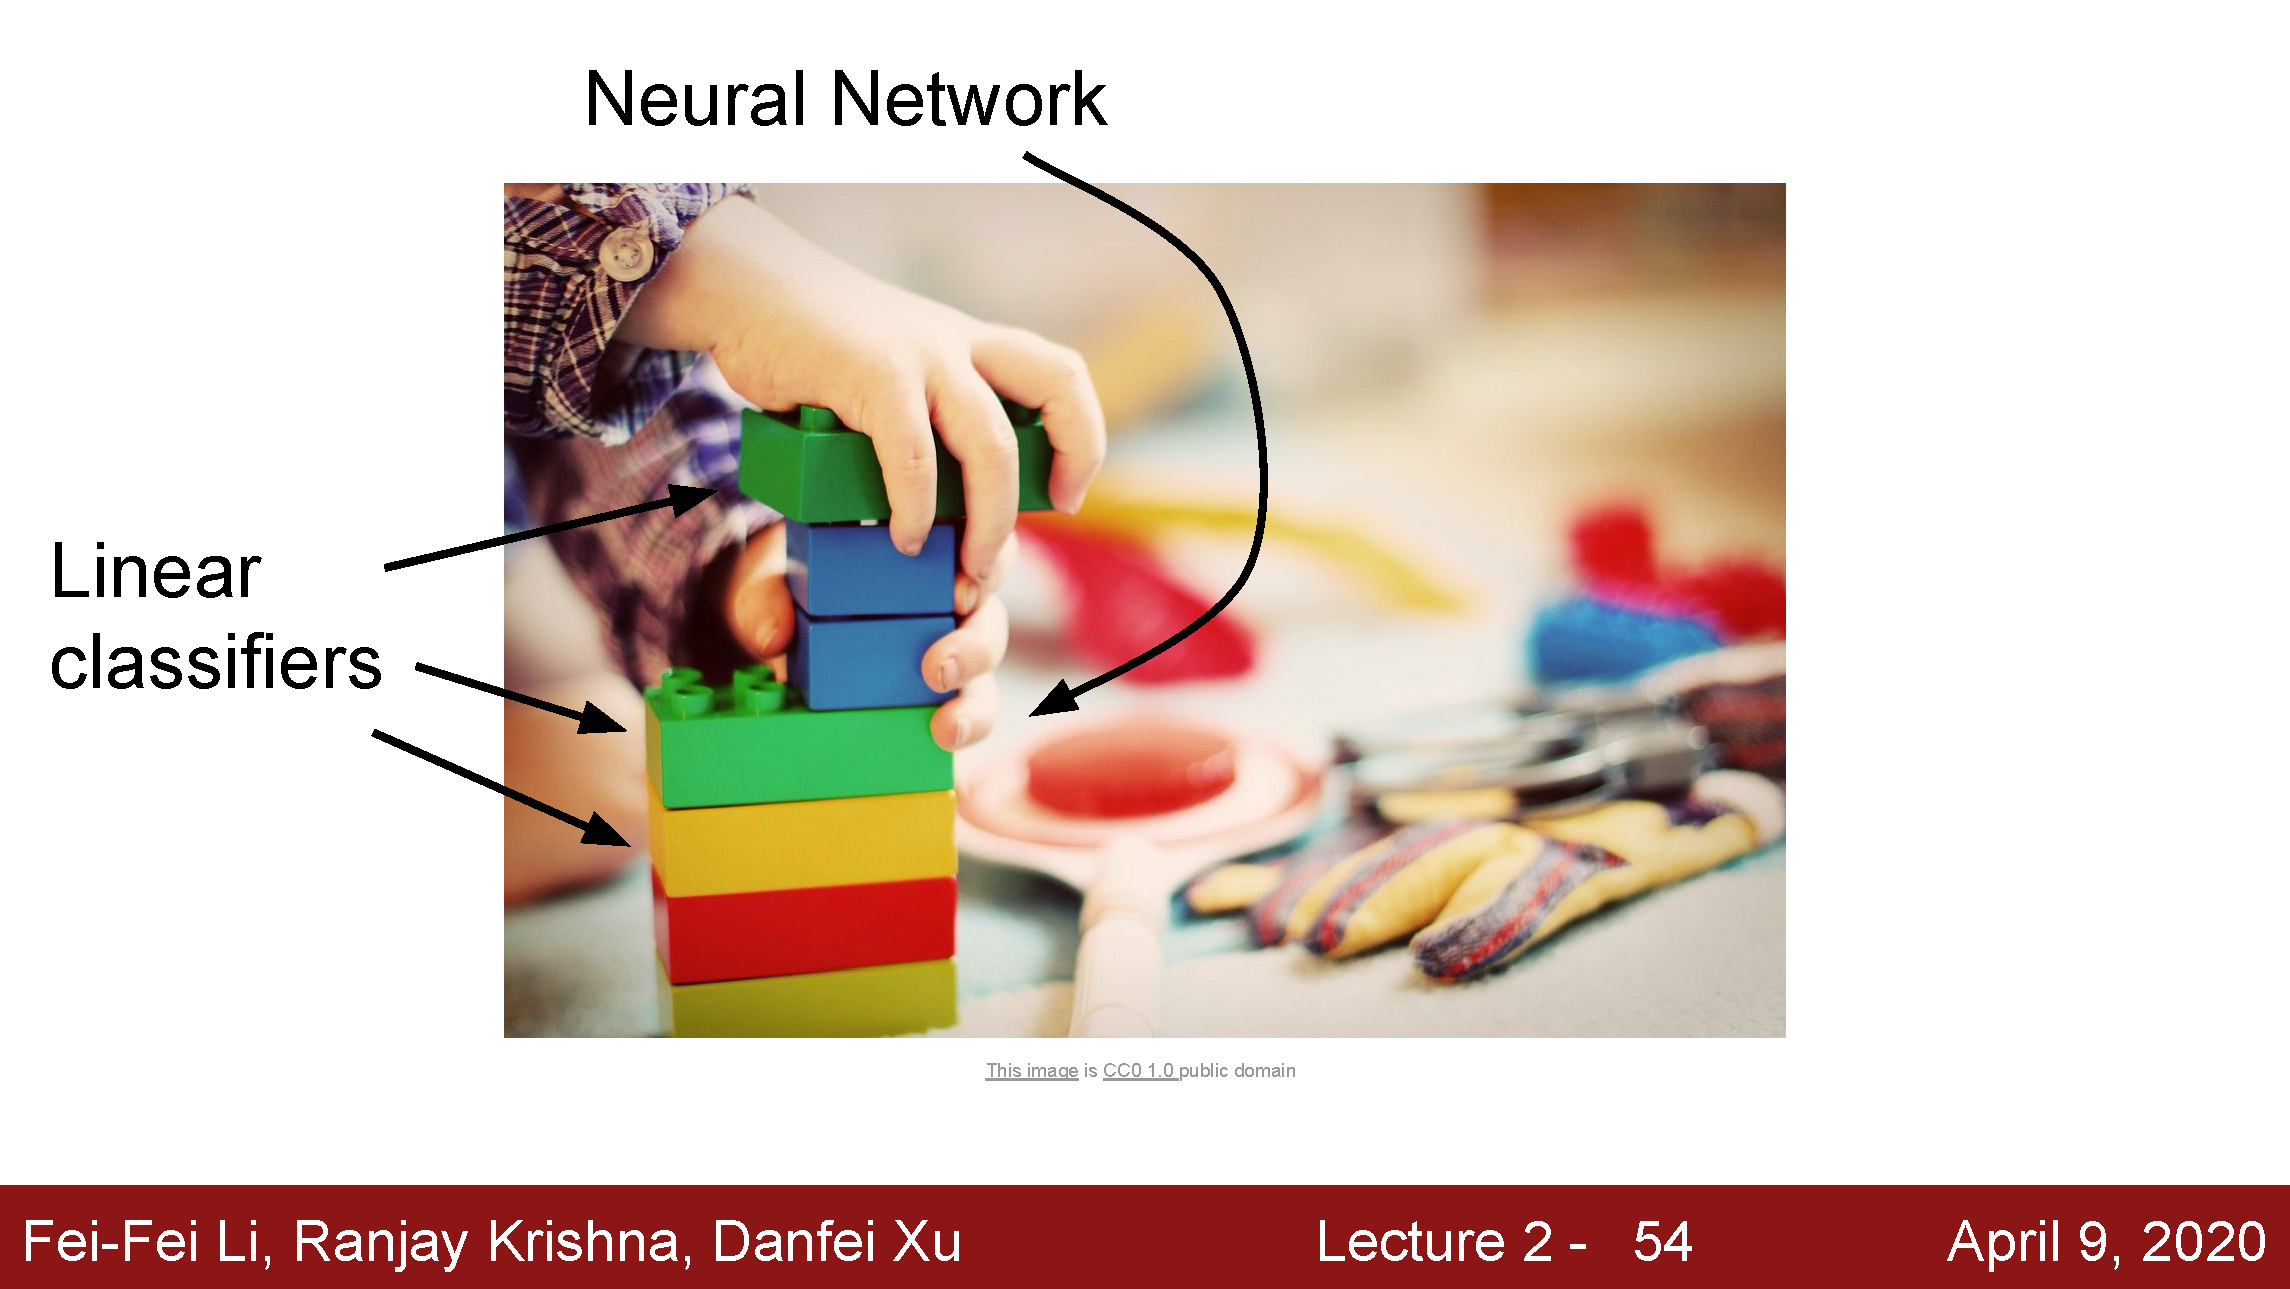 Neural Network
Linear
classifiers
This image is CC0 1.0 public domain
Fei-Fei Li, Ranjay Krishna, Danfei Xu
Lecture 2 - 54
April 9, 2020